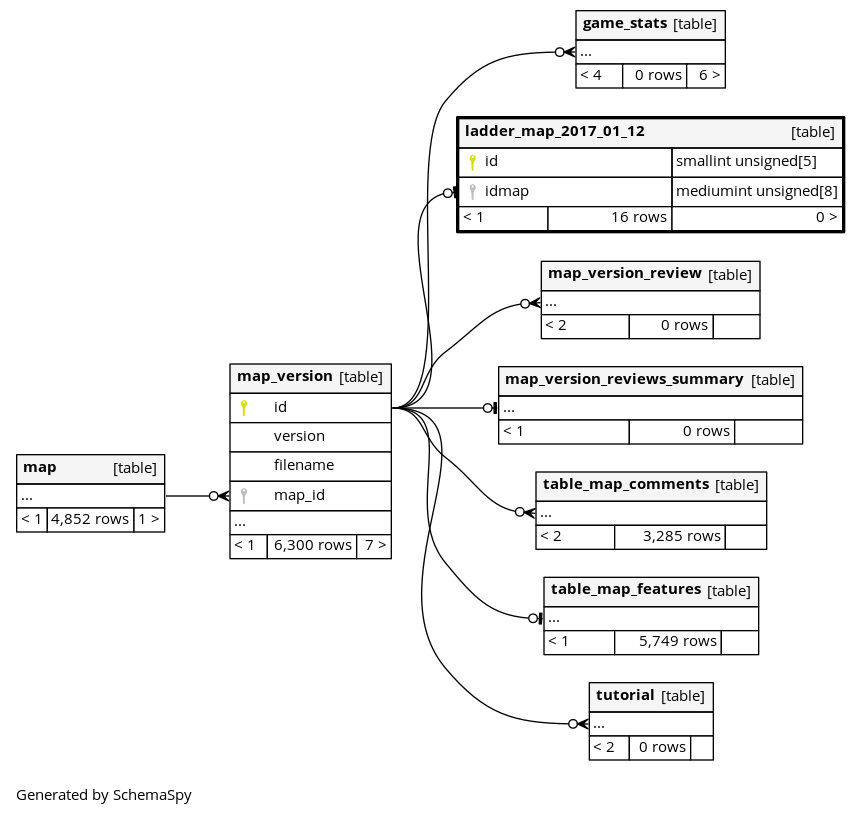 game_stats [table]
...
< 4 0 rows 6 >
ladder_map_2017_01_12 [table]
id smallint unsigned[5]
idmap mediumint unsigned[8]
< 1 16 rows 0 >
map_version_review [table]
...
< 2 0 rows
map_version_reviews_summary [table]
...
< 1 0 rows
map_version [table]
id
version
filename
map_id
...
< 1 6,300 rows 7 >
map [table]
...
< 1 4,852 rows 1 >
table_map_comments [table]
...
< 2 3,285 rows
table_map_features [table]
...
< 1 5,749 rows
tutorial [table]
...
< 2 0 rows
Generated by SchemaSpy